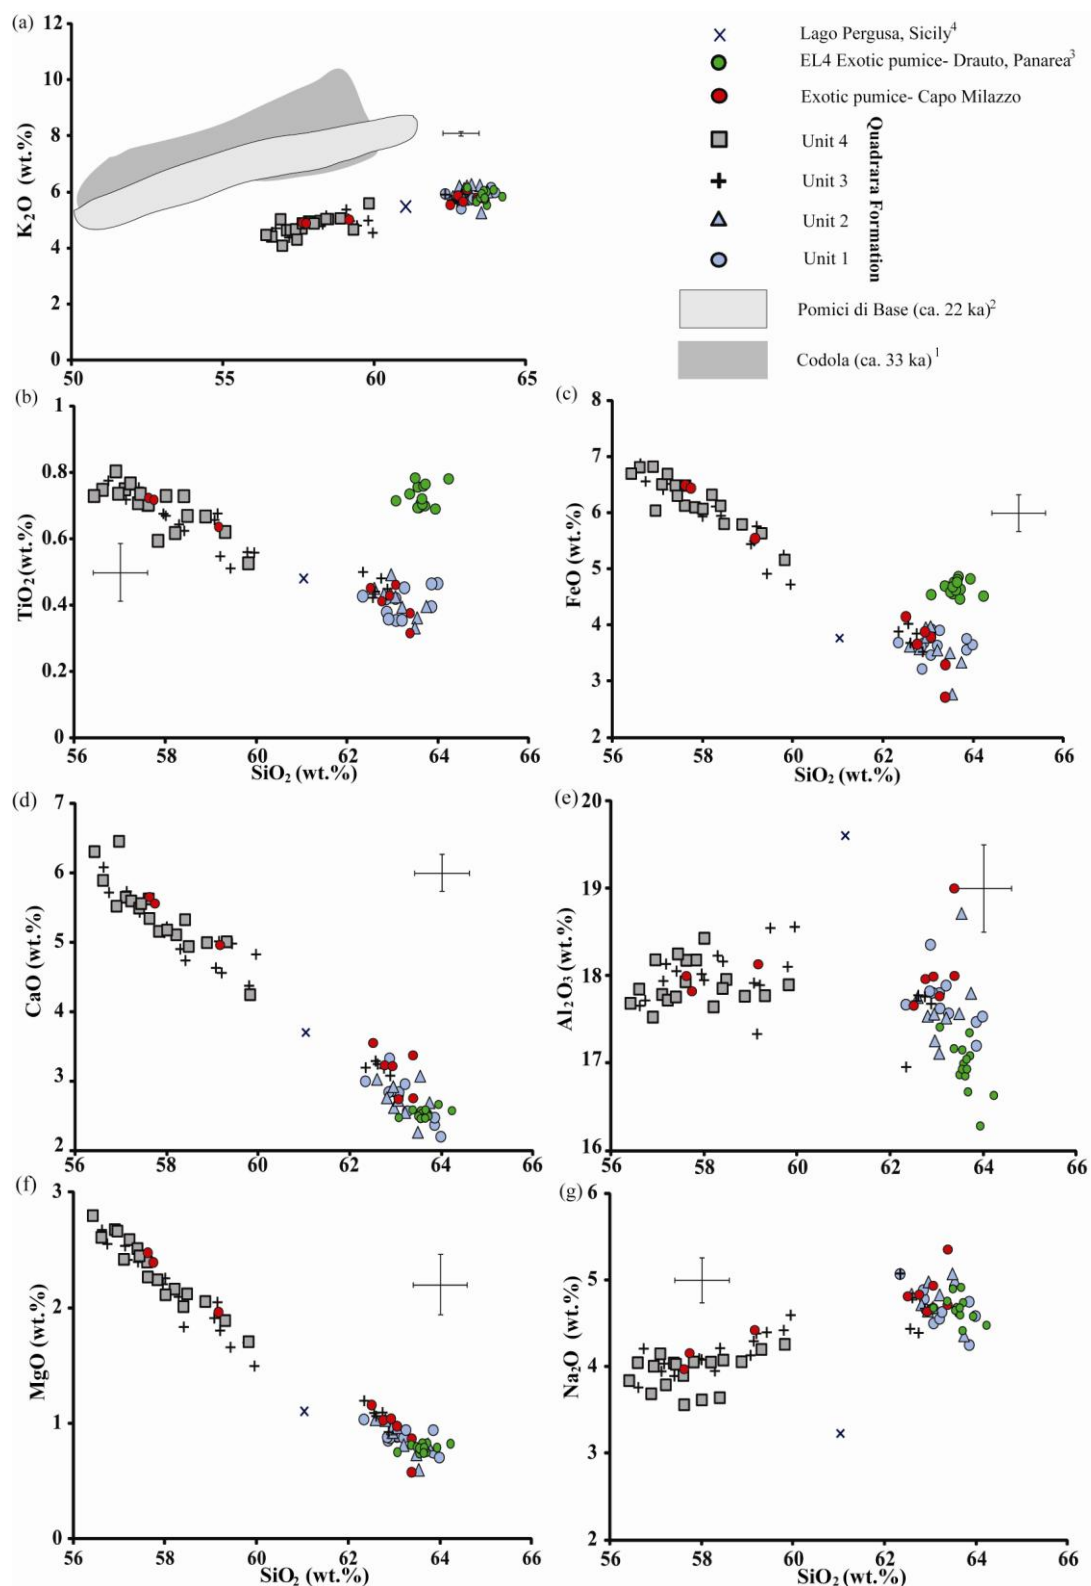 (a)
12
10
8
6
4
2
0
K₂O (wt.%)
50
55
60
65
Lago Pergusa, Sicily⁴
EL4 Exotic pumice- Drauto, Panarea³
Exotic pumice- Capo Milazzo
Unit 4
Unit 3
Unit 2
Unit 1
Quadrara Formation
Pomici di Base (ca. 22 ka)²
Codola (ca. 33 ka)¹
(b)
1
0.8
0.6
0.4
0.2
0
TiO₂(wt.%)
56
58
60
62
64
66
SiO₂ (wt.%)
(c)
8
7
6
5
4
3
2
FeO (wt.%)
56
58
60
62
64
66
SiO₂ (wt.%)
(d)
7
6
5
4
3
2
CaO (wt.%)
56
58
60
62
64
66
(e)
20
19
18
17
16
Al₂O₃(wt.%)
56
58
60
62
64
66
(f)
3
2
1
0
MgO (wt.%)
56
58
60
62
64
66
SiO₂ (wt.%)
(g)
6
5
4
3
2
Na₂O (wt.%)
56
58
60
62
64
66
SiO₂ (wt.%)